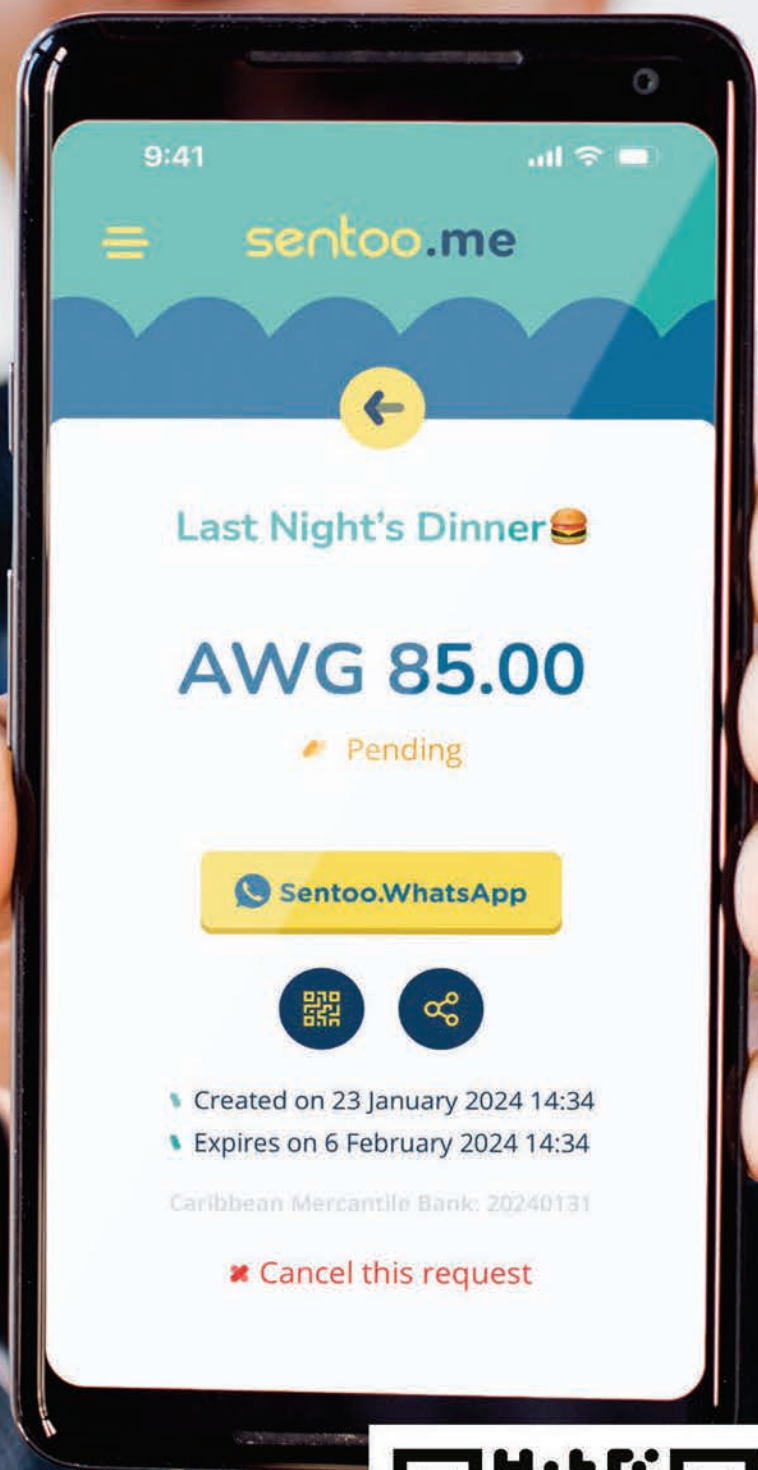 9:41
sentoo.me
Last Night's Dinner🍔
AWG 85.00
Pending
Sentoo.WhatsApp
Created on 23 January 2024 14:34
Expires on 6 February 2024 14:34
Caribbean Mercantile Bank: 20240131
Cancel this request